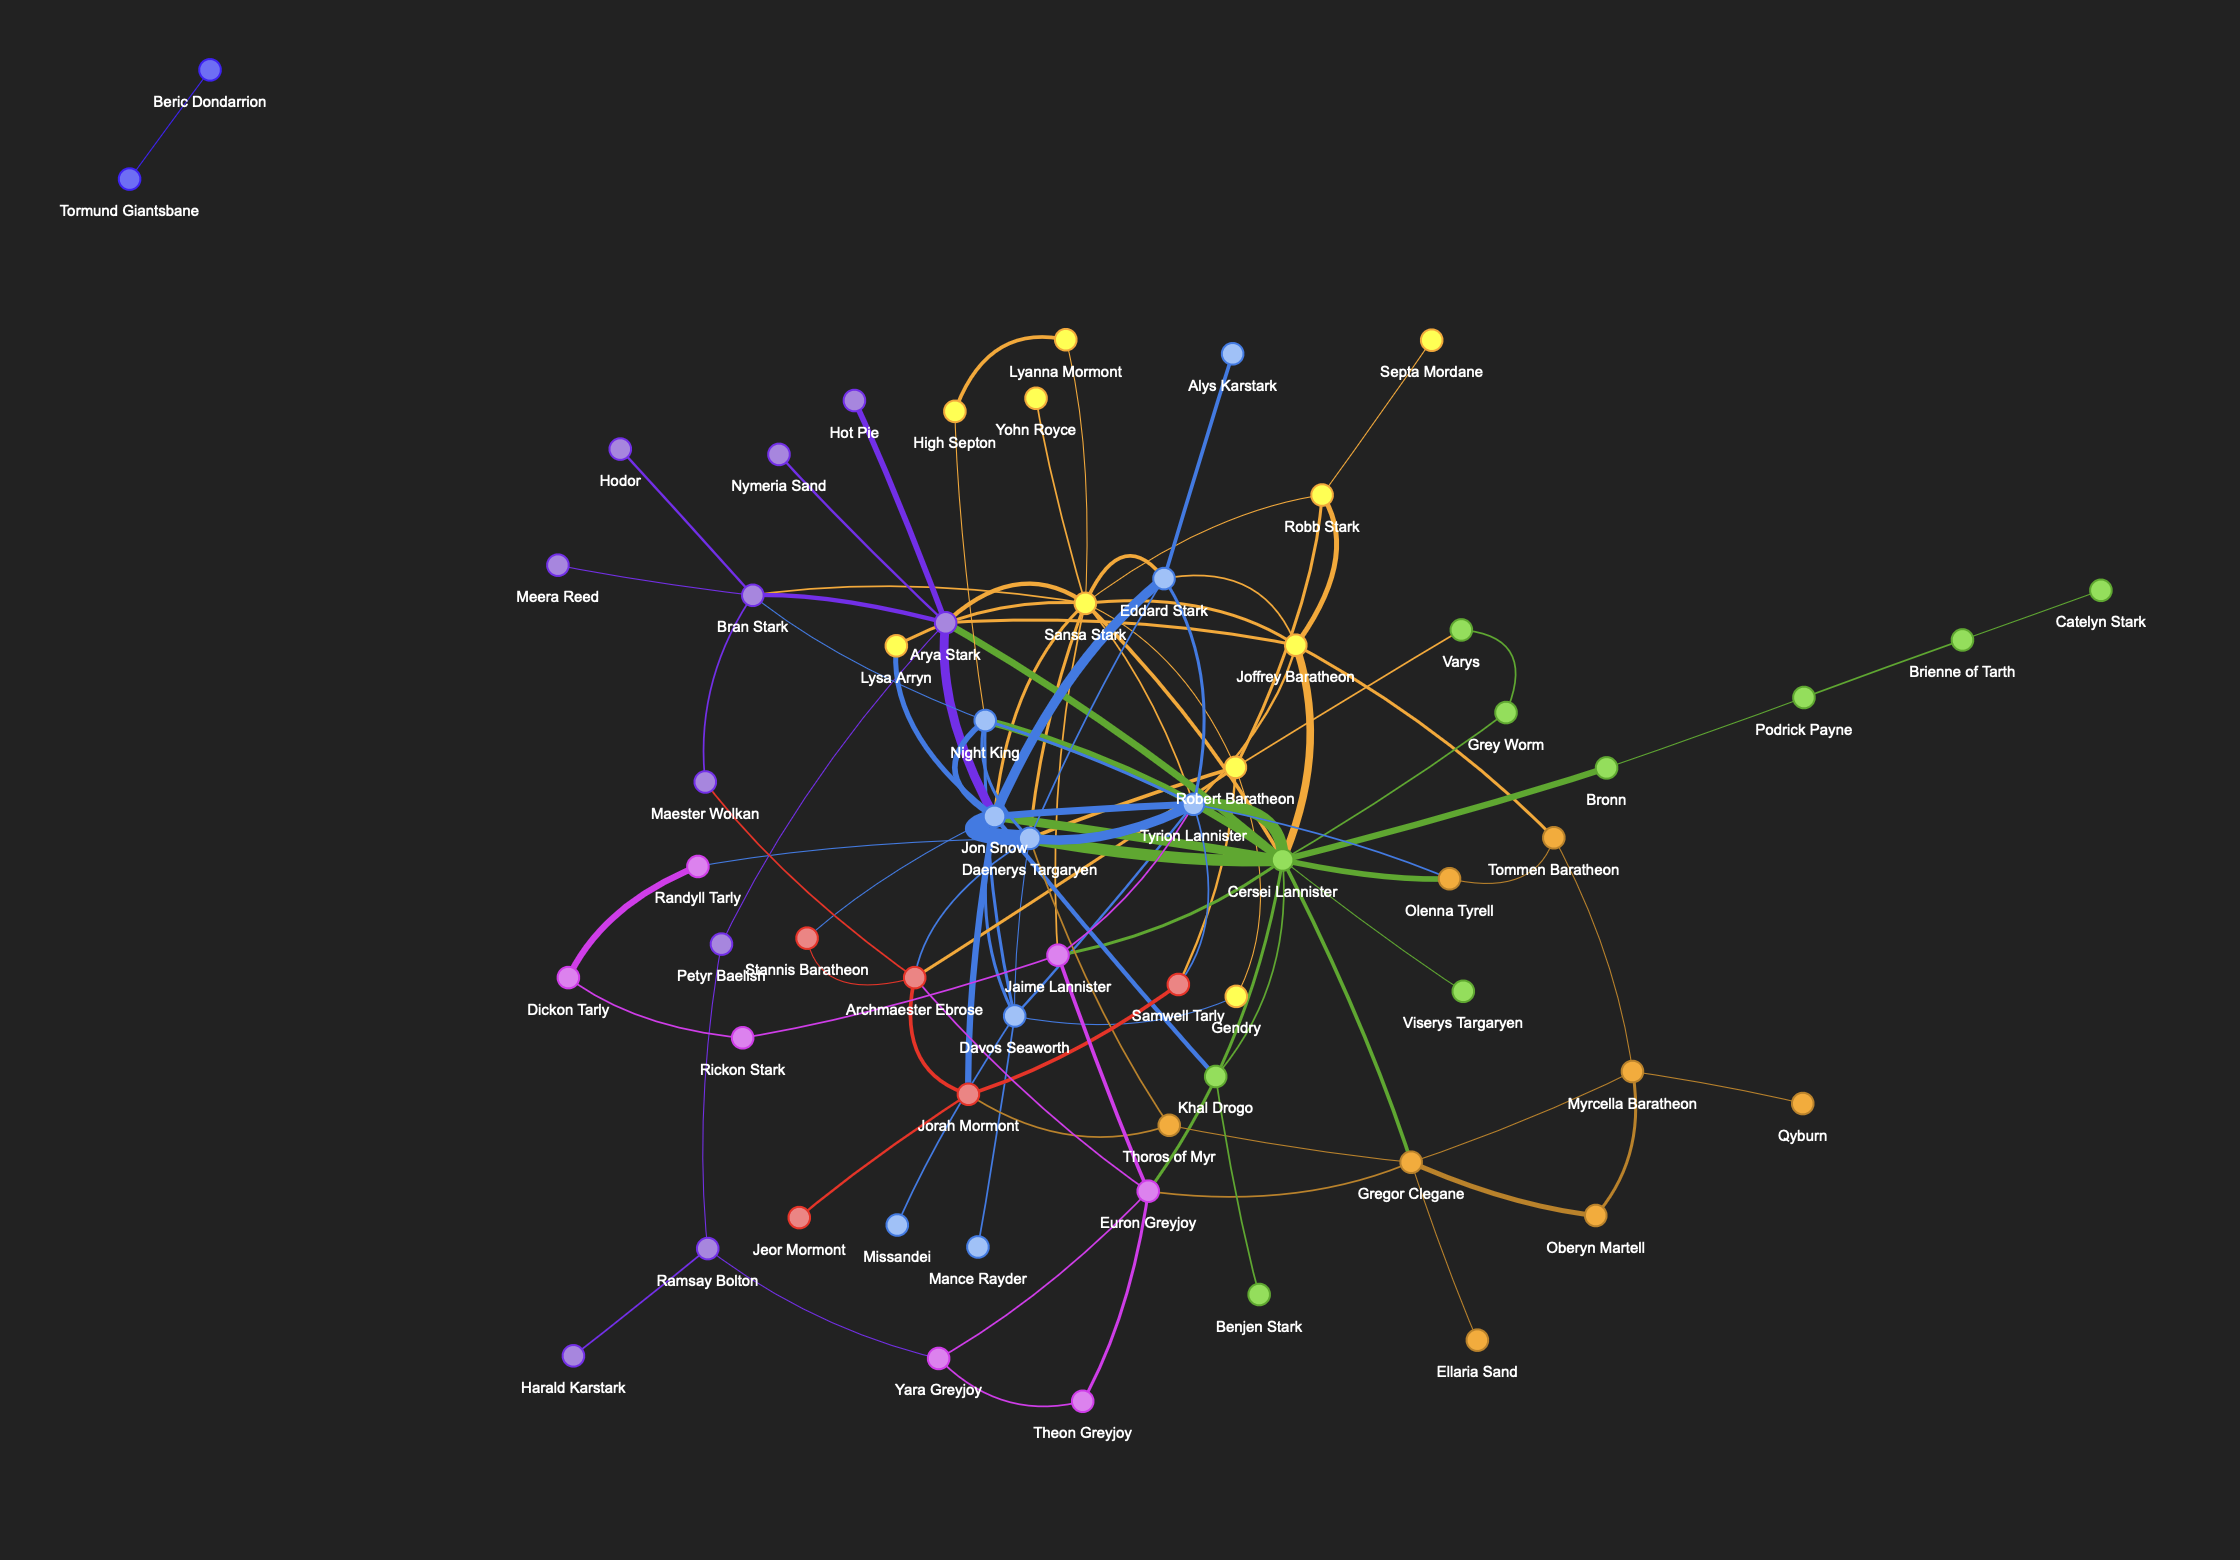 Beric Dondarrion
Tormund Giantsbane
Lyanna Mormont
Septa Mordane
Alys Karstark
Yohn Royce
Hot Pie
High Septon
Hodor
Nymeria Sand
Robb Stark
Meera Reed
Eddard Stark
Catelyn Stark
Bran Stark
Sansa Stark
Arya Stark
Varys
Brienne of Tarth
Lysa Arryn
Joffrey Baratheon
Podrick Payne
Grey Worm
Night King
Robert Baratheon
Bronn
Maester Wolkan
Tyrion Lannister
Jon Snow
Daenerys Targaryen
Tommen Baratheon
Cersei Lannister
Randyll Tarly
Olenna Tyrell
Stannis Baratheon
Petyr Baelish
Jaime Lannister
Dickon Tarly
Archmaester Ebrose
Samwell Tarly
Viserys Targaryen
Gendry
Davos Seaworth
Rickon Stark
Myrcella Baratheon
Khal Drogo
Jorah Mormont
Qyburn
Thoros of Myr
Gregor Clegane
Euron Greyjoy
Jeor Mormont
Oberyn Martell
Missandei
Mance Rayder
Ramsay Bolton
Benjen Stark
Ellaria Sand
Harald Karstark
Yara Greyjoy
Theon Greyjoy